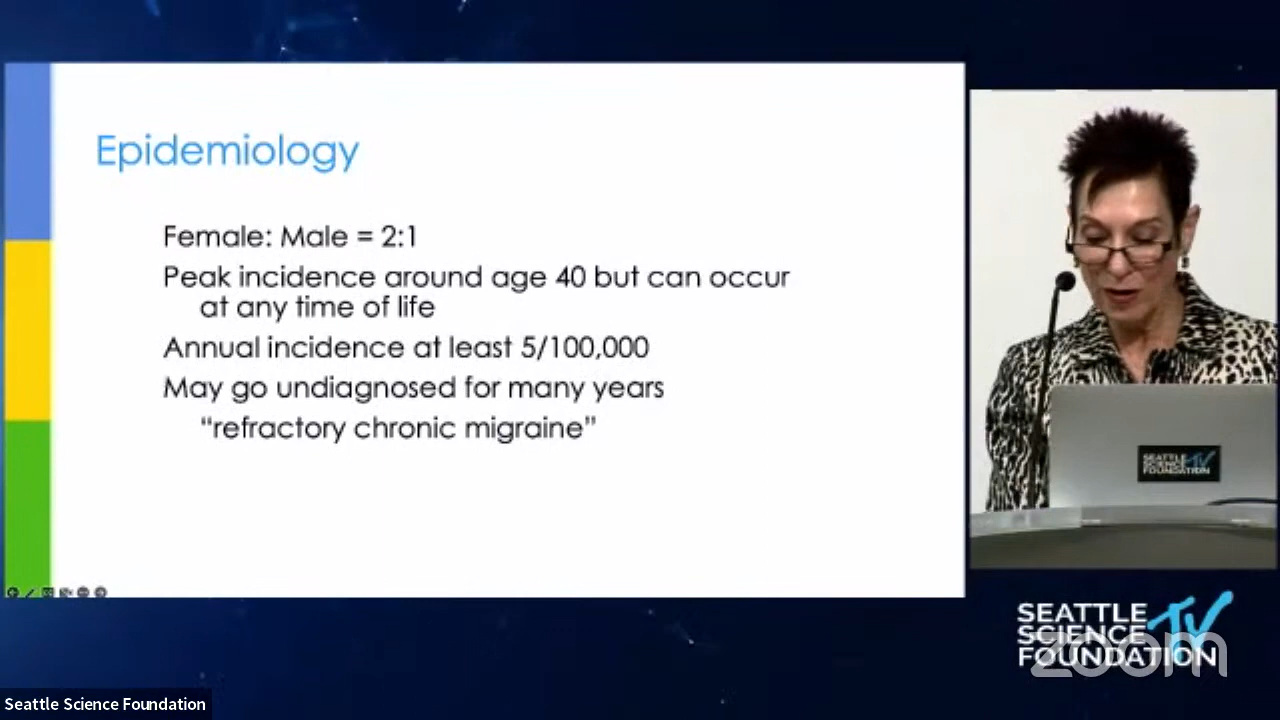 Epidemiology
Female: Male = 2:1
Peak incidence around age 40 but can occur
at any time of life
Annual incidence at least 5/100,000
May go undiagnosed for many years
“refractory chronic migraine”
SEATTLE
SCIENCE TV
FOUNDATION
SEATTLE TV
SCIENCE
FOUNDATION
zoom
Seattle Science Foundation